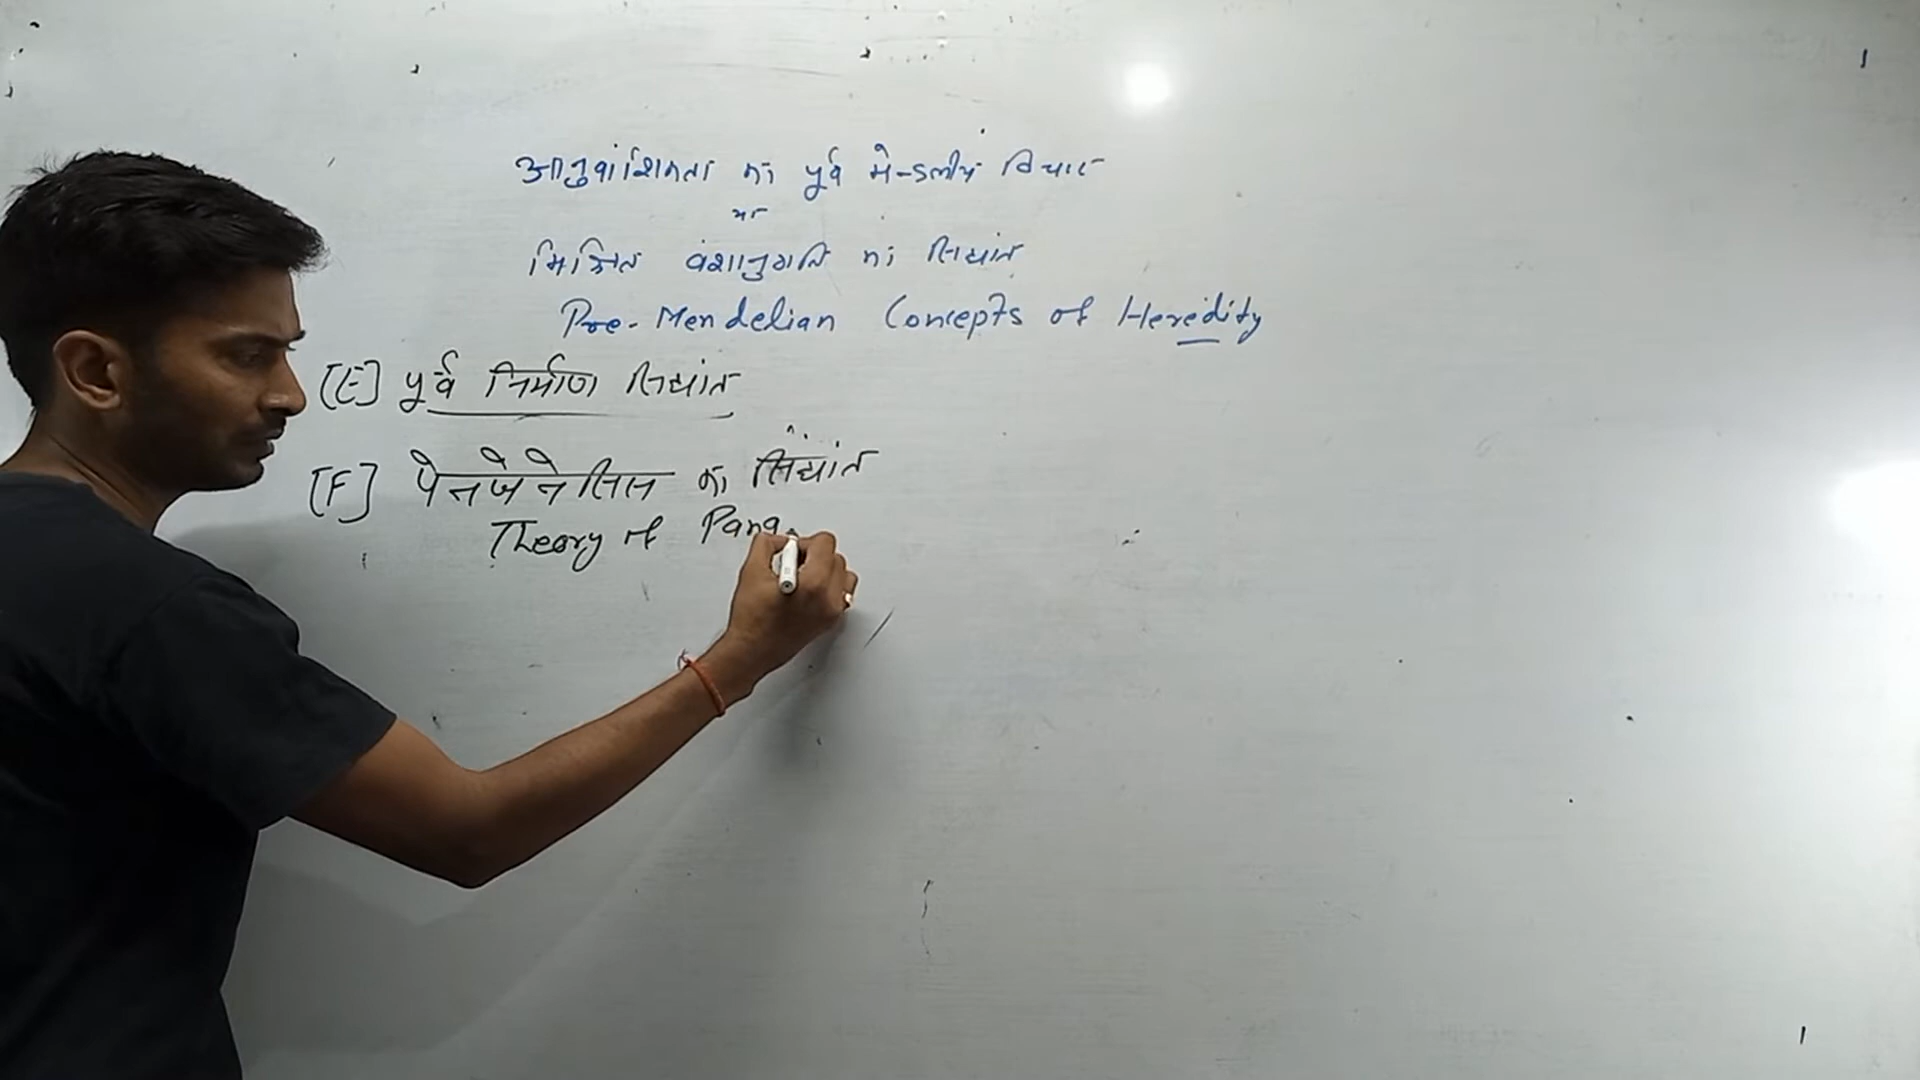 आनुवांशिकता का पूर्व मेन्डलीय विचार
या
मिश्रित वंशानुगति का सिद्यांत
Pre-Mendelian Concepts of Heredity
[E] पूर्व निर्माण सिद्यांत
[F] पेनजेनेसिस का सिद्यांत
Theory of Pang